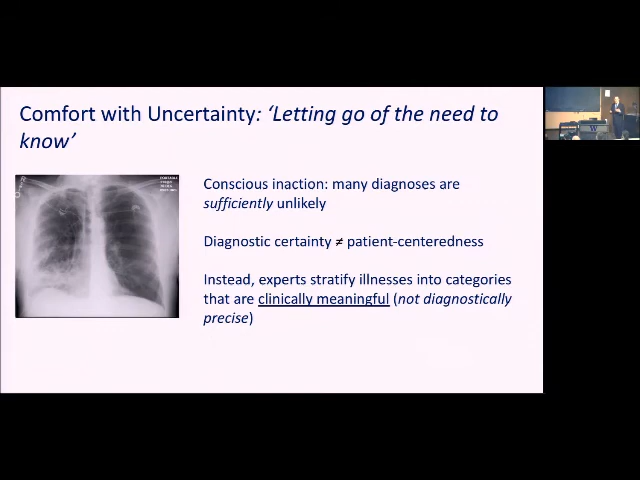 Comfort with Uncertainty: ‘Letting go of the need to
know’
Conscious inaction: many diagnoses are
sufficiently unlikely
Diagnostic certainty ≠ patient-centeredness
Instead, experts stratify illnesses into categories
that are clinically meaningful (not diagnostically
precise)